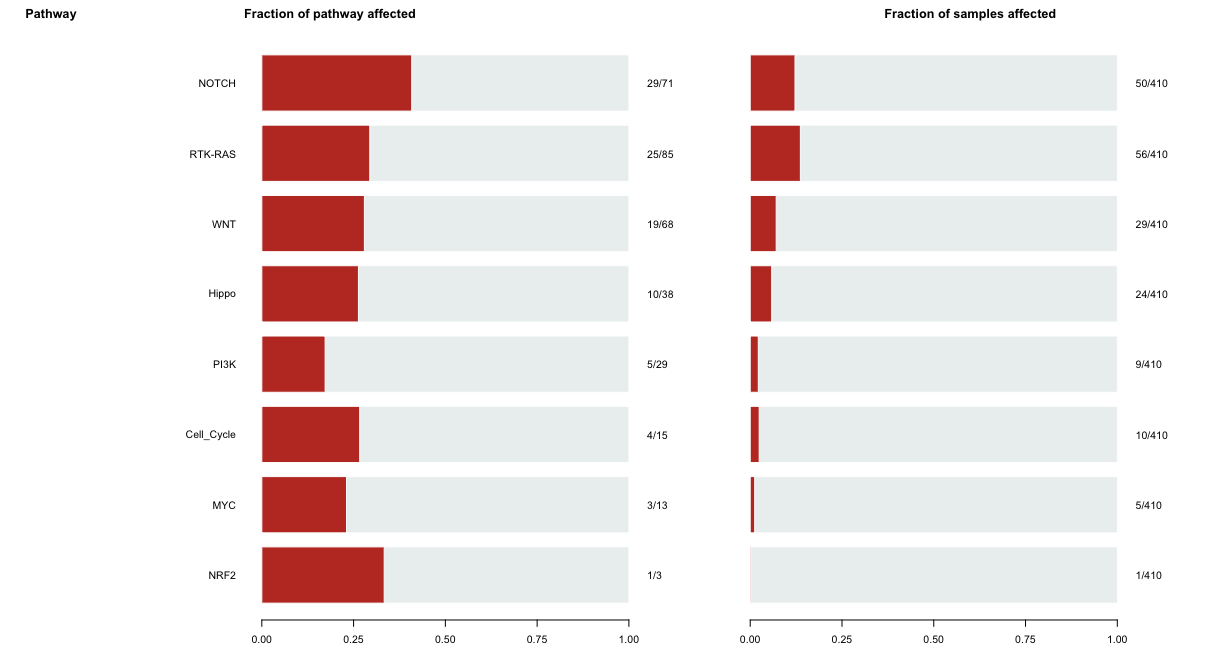 Pathway Fraction of pathway affected Fraction of samples affected
NOTCH 29/71 50/410
RTK-RAS 25/85 56/410
WNT 19/68 29/410
Hippo 10/38 24/410
PI3K 5/29 9/410
Cell_Cycle 4/15 10/410
MYC 3/13 5/410
NRF2 1/3 1/410
0.00 0.25 0.50 0.75 1.00 0.00 0.25 0.50 0.75 1.00